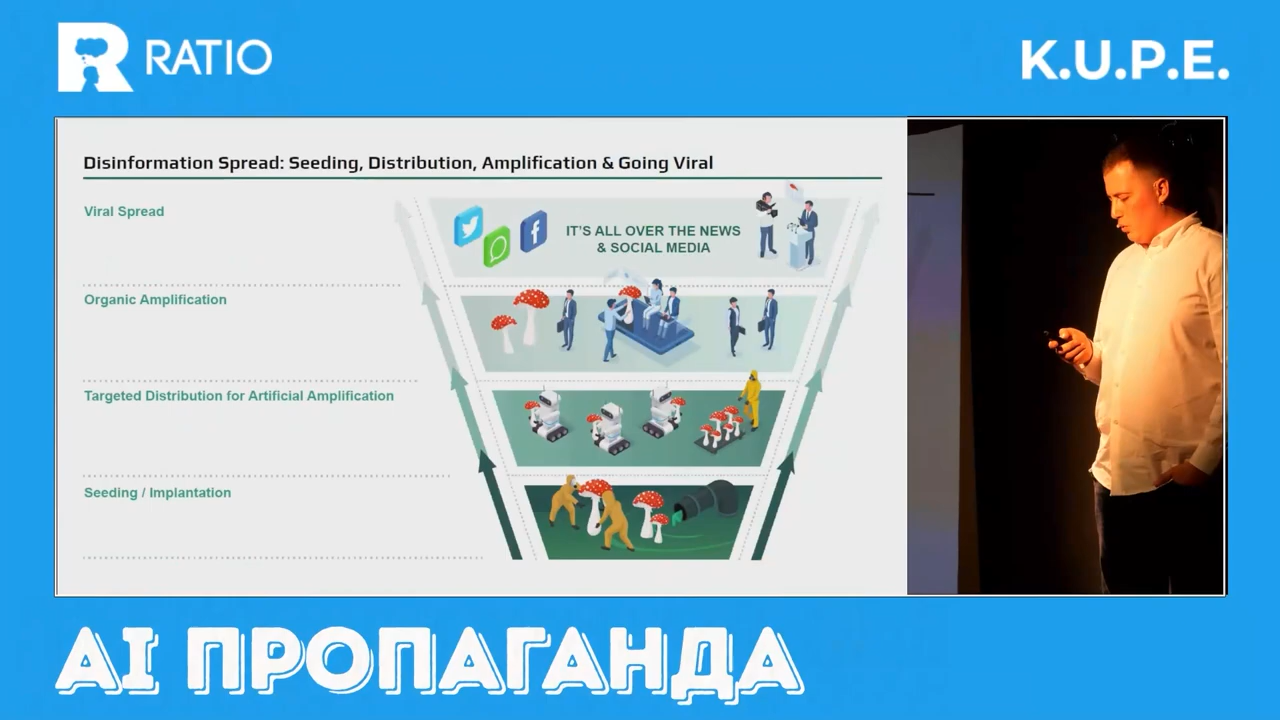 RATIO
K.U.P.E.
Disinformation Spread: Seeding, Distribution, Amplification & Going Viral
Viral Spread
IT'S ALL OVER THE NEWS
& SOCIAL MEDIA
Organic Amplification
Targeted Distribution for Artificial Amplification
Seeding / Implantation
AI ПРОПАГАНДА